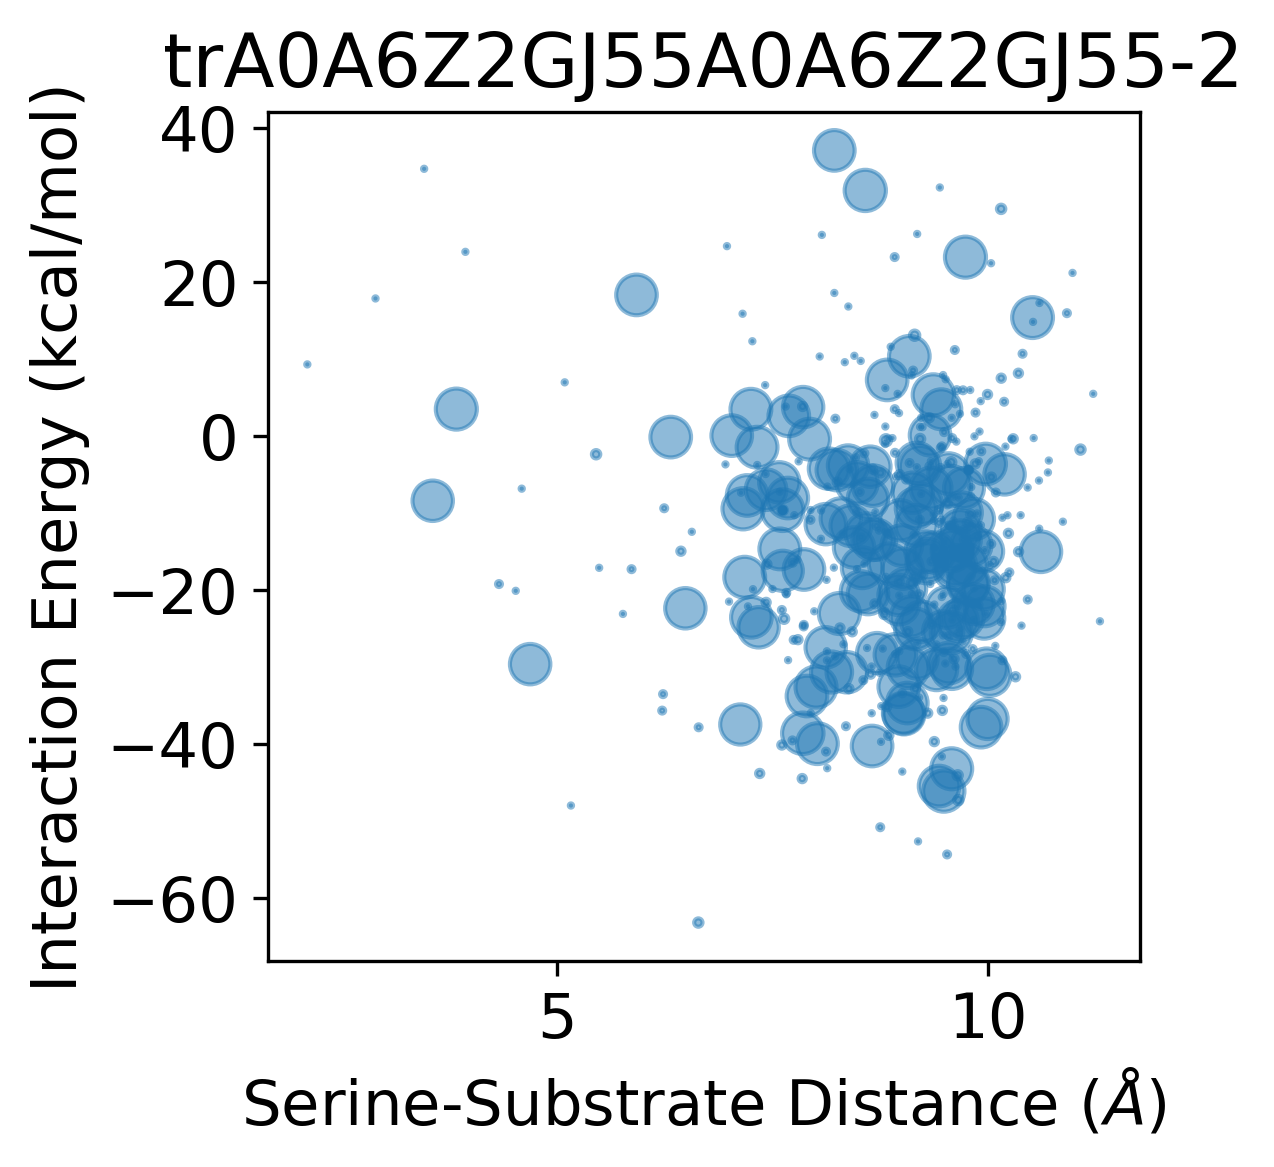 trA0A6Z2GJ55A0A6Z2GJ55-2
Interaction Energy (kcal/mol)
40
20
0
−20
−40
−60
5
10
Serine-Substrate Distance (Å)